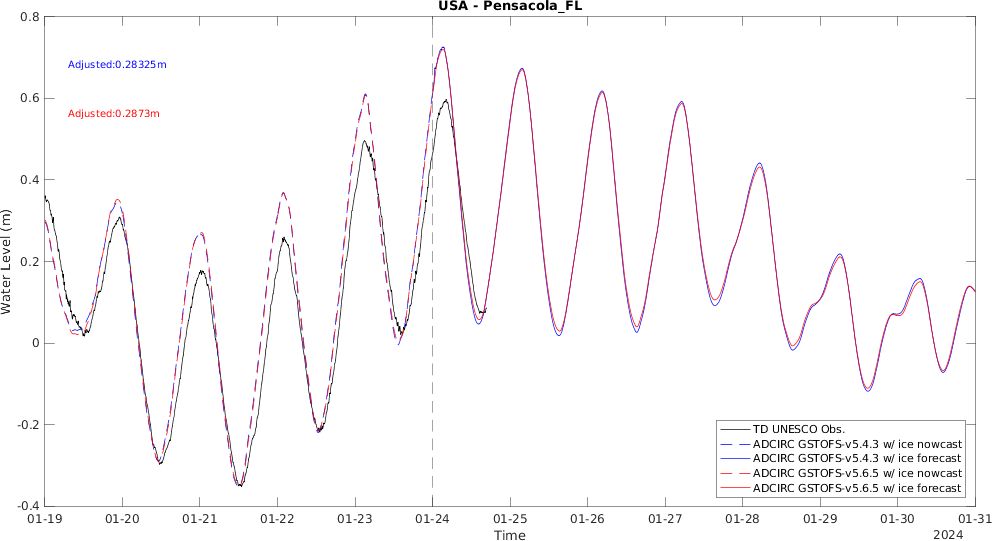 USA - Pensacola_FL
0.8
Adjusted:0.28325m
0.6
Adjusted:0.2873m
0.4
Water Level (m)
0.2
0
-0.2
TD UNESCO Obs.
ADCIRC GSTOFS-v5.4.3 w/ ice nowcast
ADCIRC GSTOFS-v5.4.3 w/ ice forecast
ADCIRC GSTOFS-v5.6.5 w/ ice nowcast
ADCIRC GSTOFS-v5.6.5 w/ ice forecast
-0.4
01-19 01-20 01-21 01-22 01-23 01-24 01-25 01-26 01-27 01-28 01-29 01-30 01-31
Time
2024